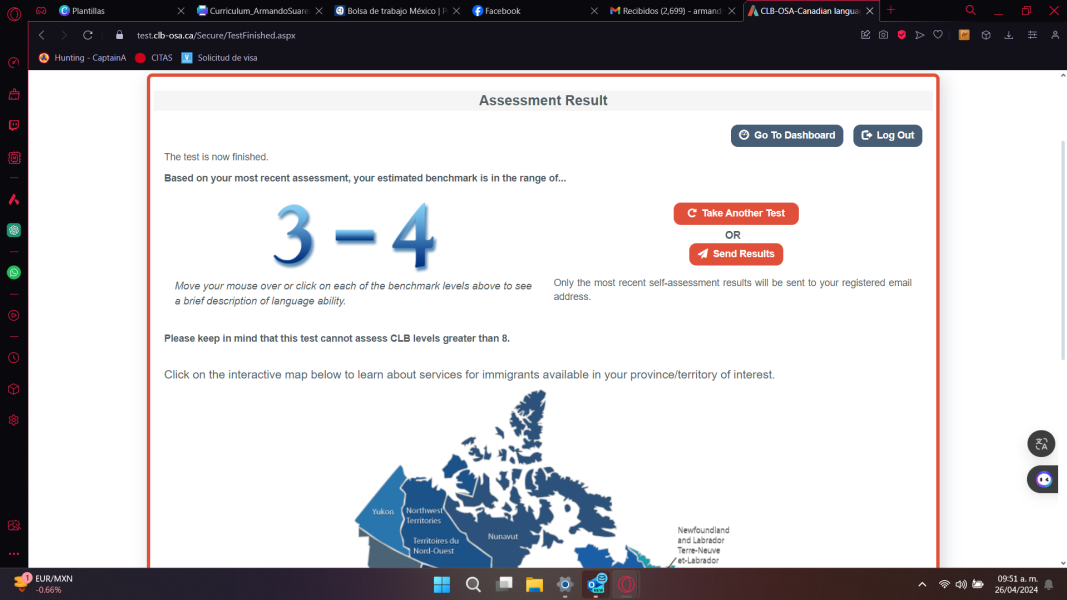 Plantillas
Curriculum_ArmandoSuare
Bolsa de trabajo México | P
Facebook
Recibidos (2,699) - armand
CLB-OSA-Canadian langua
test.clb-osa.ca/Secure/TestFinished.aspx
Hunting - CaptainA
CITAS
Solicitud de visa
Assessment Result
Go To Dashboard
Log Out
The test is now finished.
Based on your most recent assessment, your estimated benchmark is in the range of...
3 – 4
Take Another Test
OR
Send Results
Move your mouse over or click on each of the benchmark levels above to see
a brief description of language ability.
Only the most recent self-assessment results will be sent to your registered email
address.
Please keep in mind that this test cannot assess CLB levels greater than 8.
Click on the interactive map below to learn about services for immigrants available in your province/territory of interest.
Yukon
Northwest
Territories
Territoires du
Nord-Ouest
Nunavut
Newfoundland
and Labrador
Terre-Neuve
et-Labrador
1
EUR/MXN
-0.66%
NEW
09:51 a. m.
26/04/2024